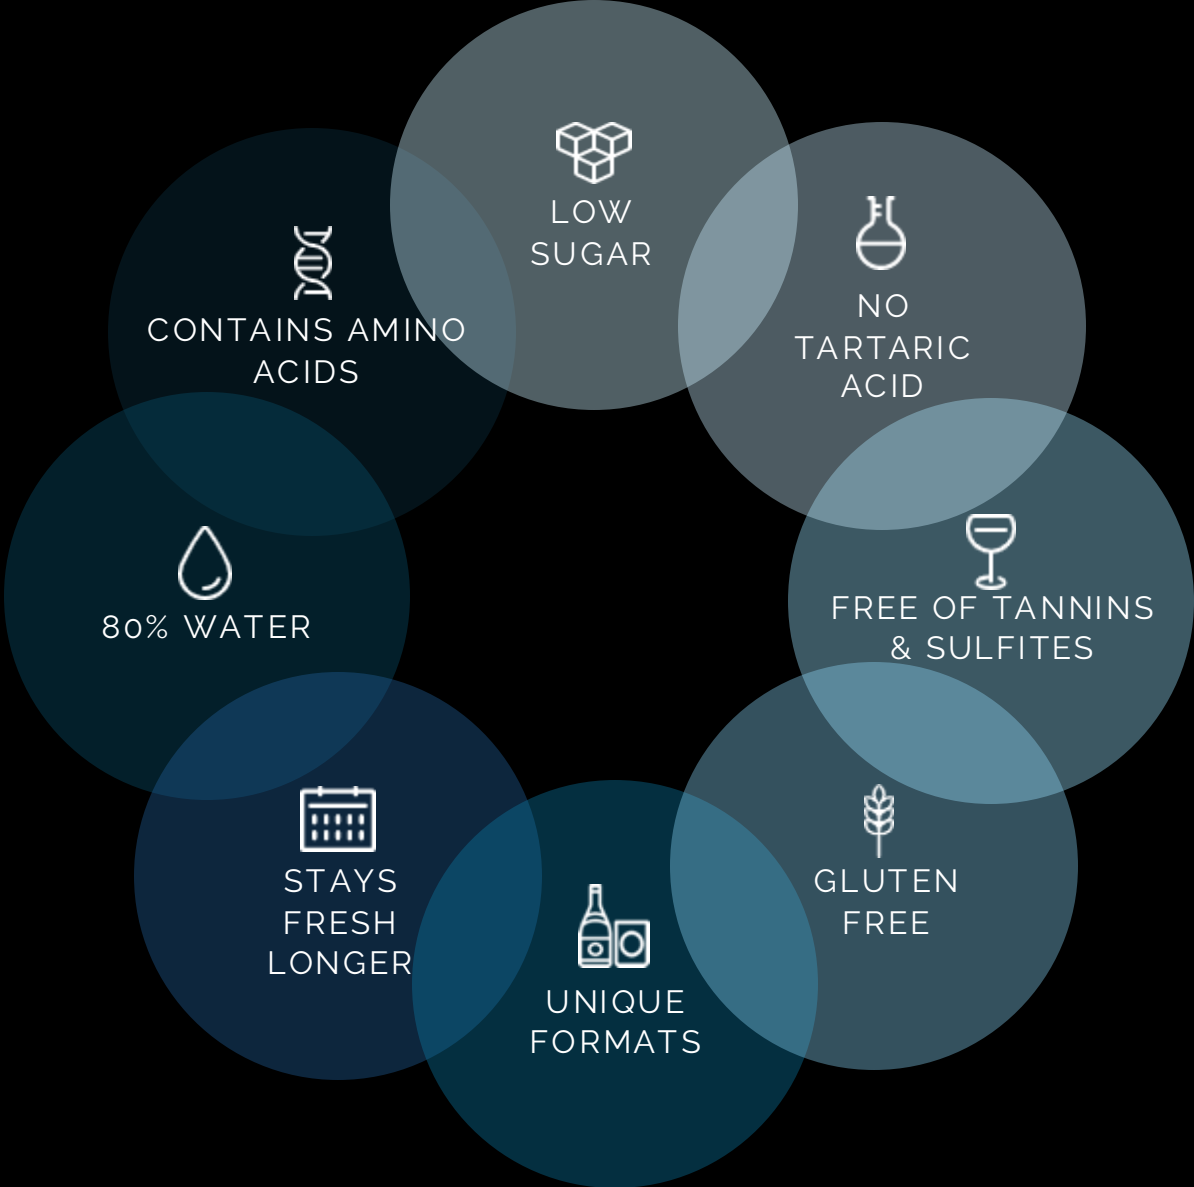 LOW
SUGAR
NO
TARTARIC
ACID
FREE OF TANNINS
& SULFITES
GLUTEN
FREE
UNIQUE
FORMATS
STAYS
FRESH
LONGER
80% WATER
CONTAINS AMINO
ACIDS